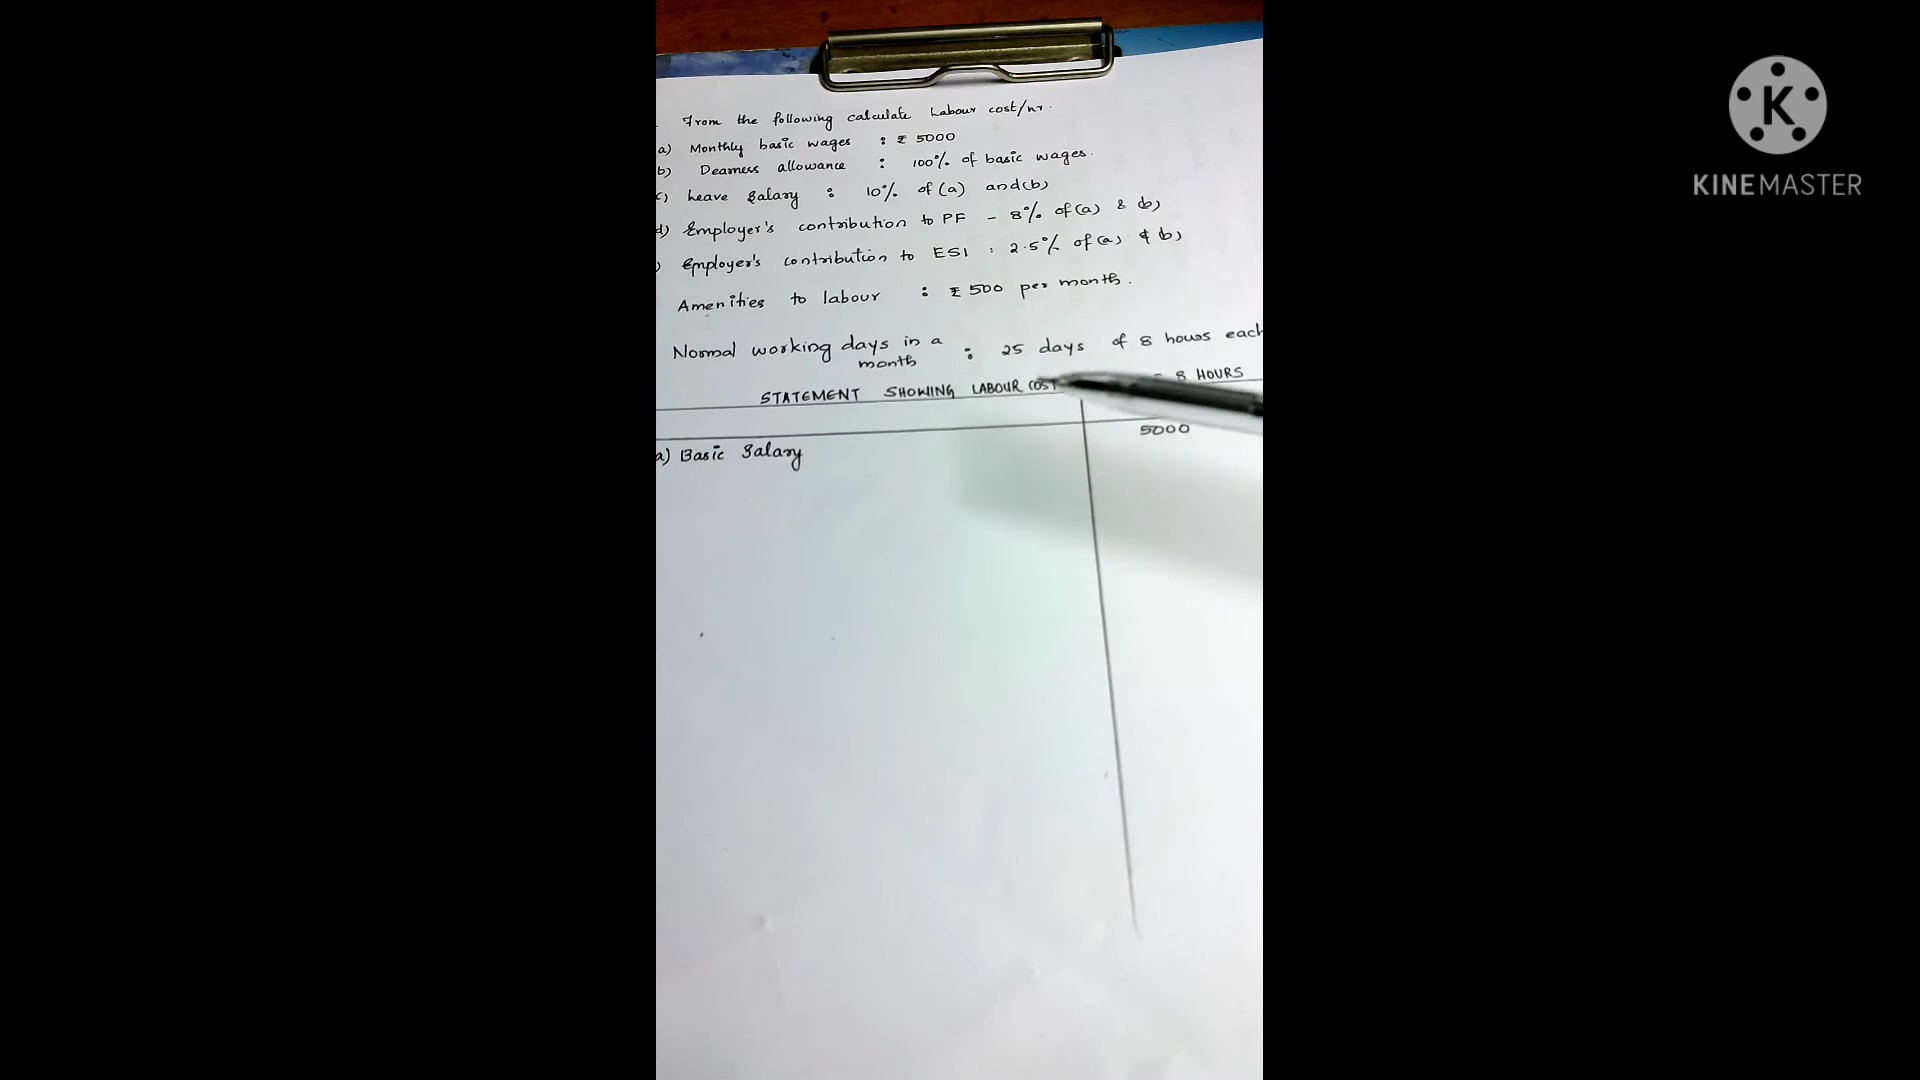 From the following calculate Labour cost/hr.
a) Monthly basic wages : ₹ 5000
b) Dearness allowance : 100% of basic wages.
c) Leave Salary : 10% of (a) and (b)
d) Employer's contribution to PF - 8% of (a) & (b)
) Employer's contribution to ESI : 2.5% of (a) & (b)
Amenities to labour : ₹ 500 per month.
Normal working days in a month : 25 days of 8 hours each
STATEMENT SHOWING LABOUR COST 8 HOURS
5000
a) Basic Salary
K
KINEMASTER